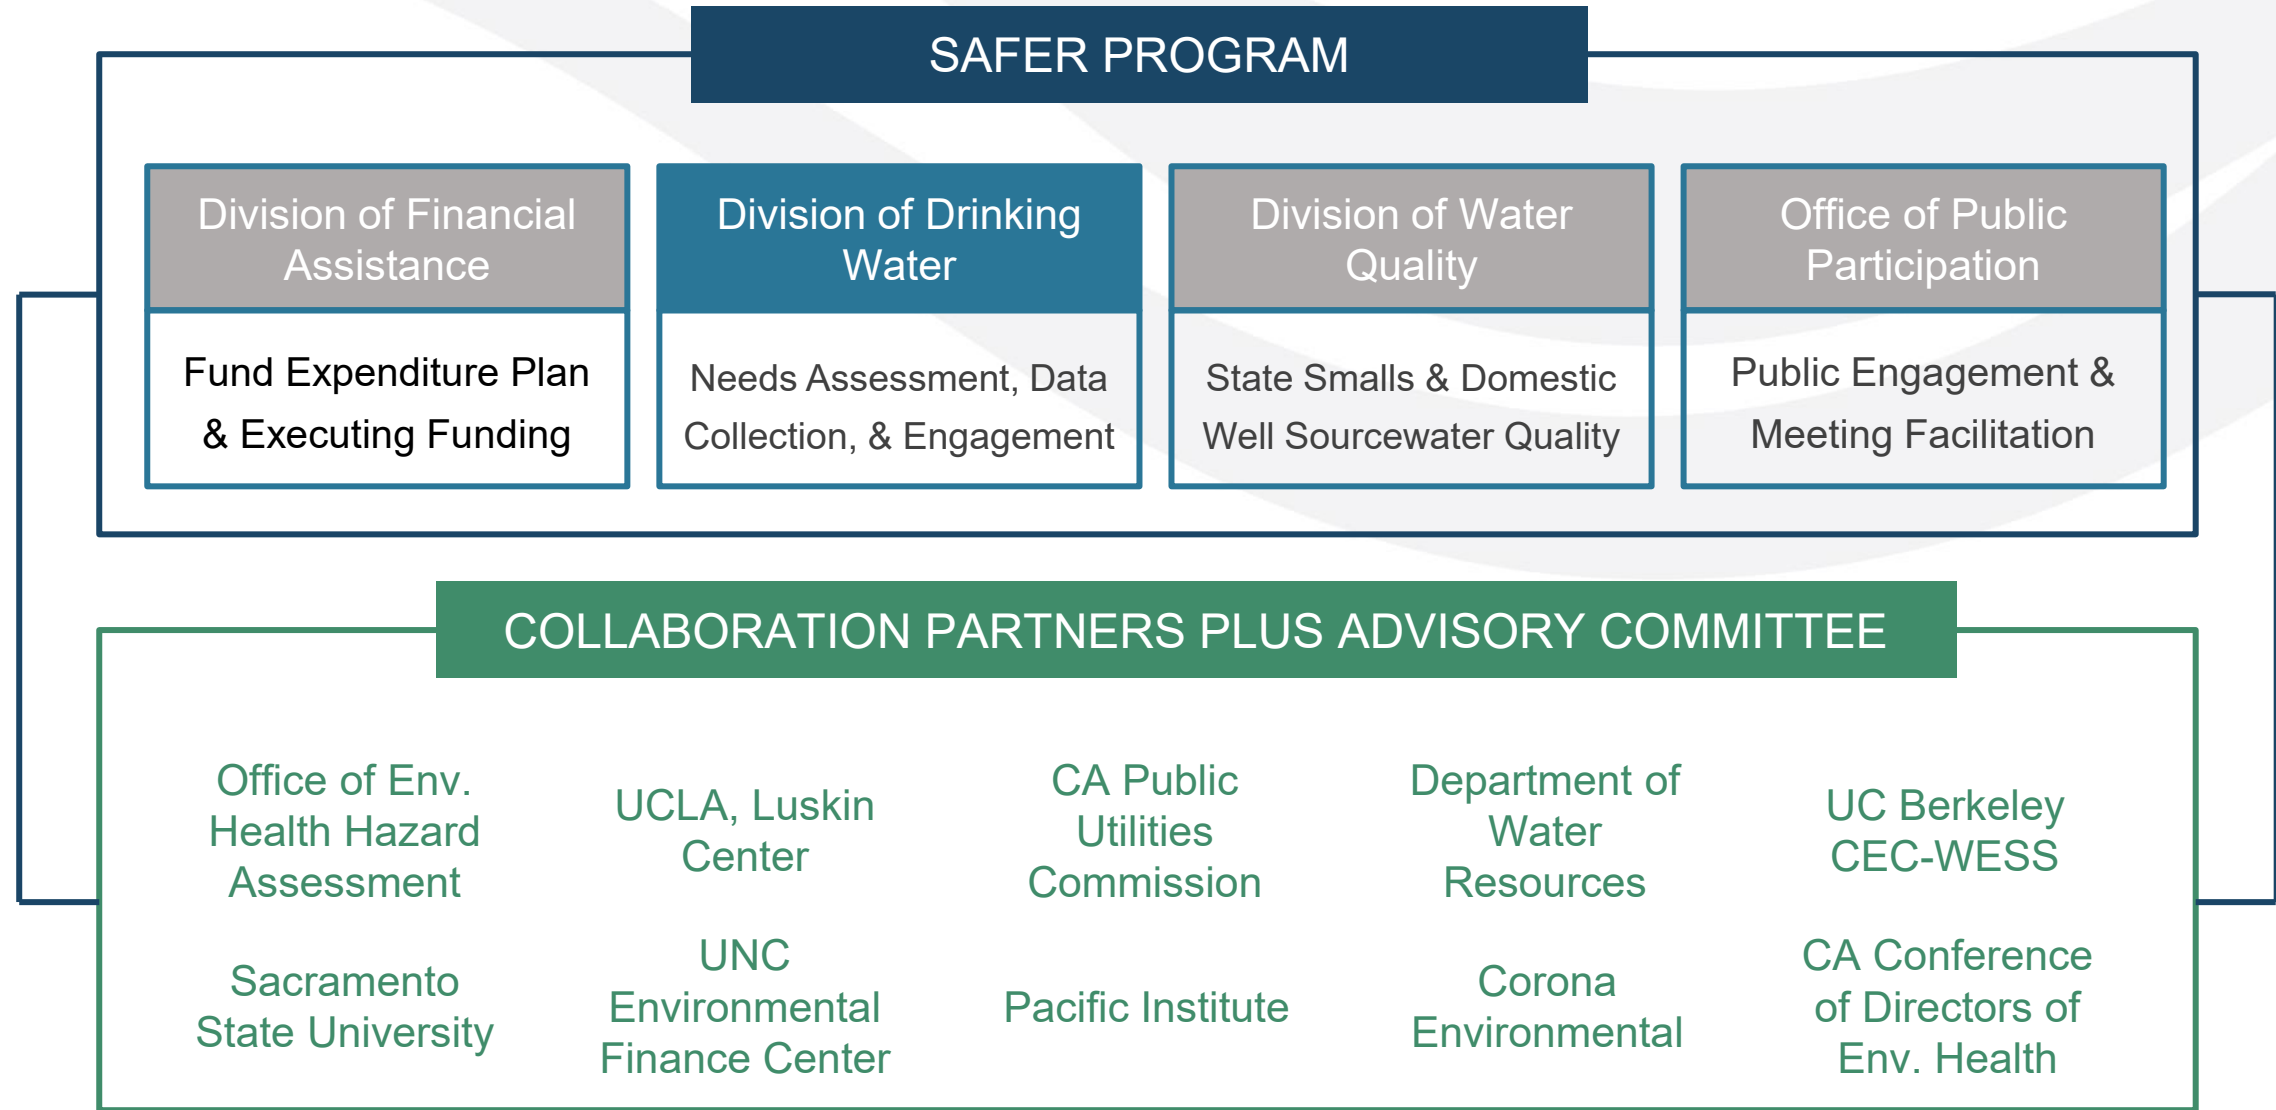 SAFER PROGRAM
Division of Financial
Assistance
Fund Expenditure Plan
& Executing Funding
Division of Drinking
Water
Needs Assessment, Data
Collection, & Engagement
Division of Water
Quality
State Smalls & Domestic
Well Sourcewater Quality
Office of Public
Participation
Public Engagement &
Meeting Facilitation
COLLABORATION PARTNERS PLUS ADVISORY COMMITTEE
Office of Env.
Health Hazard
Assessment
UCLA, Luskin
Center
CA Public
Utilities
Commission
Department of
Water
Resources
UC Berkeley
CEC-WESS
Sacramento
State University
UNC
Environmental
Finance Center
Pacific Institute
Corona
Environmental
CA Conference
of Directors of
Env. Health